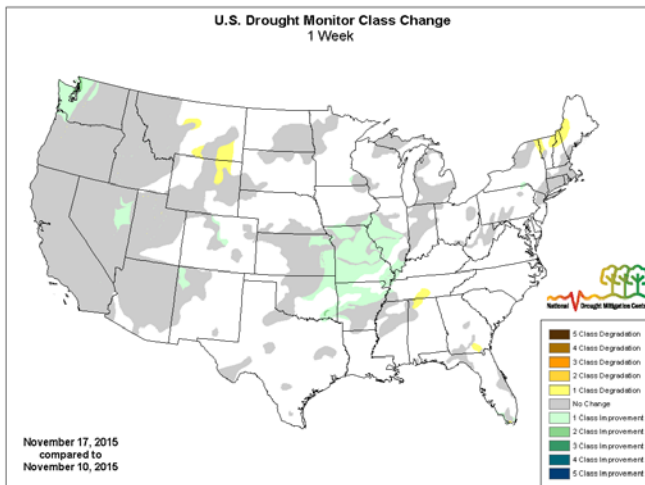 U.S. Drought Monitor Class Change
1 Week
National Drought Mitigation Center
5 Class Degradation
4 Class Degradation
3 Class Degradation
2 Class Degradation
1 Class Degradation
No Change
1 Class Improvement
2 Class Improvement
3 Class Improvement
4 Class Improvement
5 Class Improvement
November 17, 2015
compared to
November 10, 2015